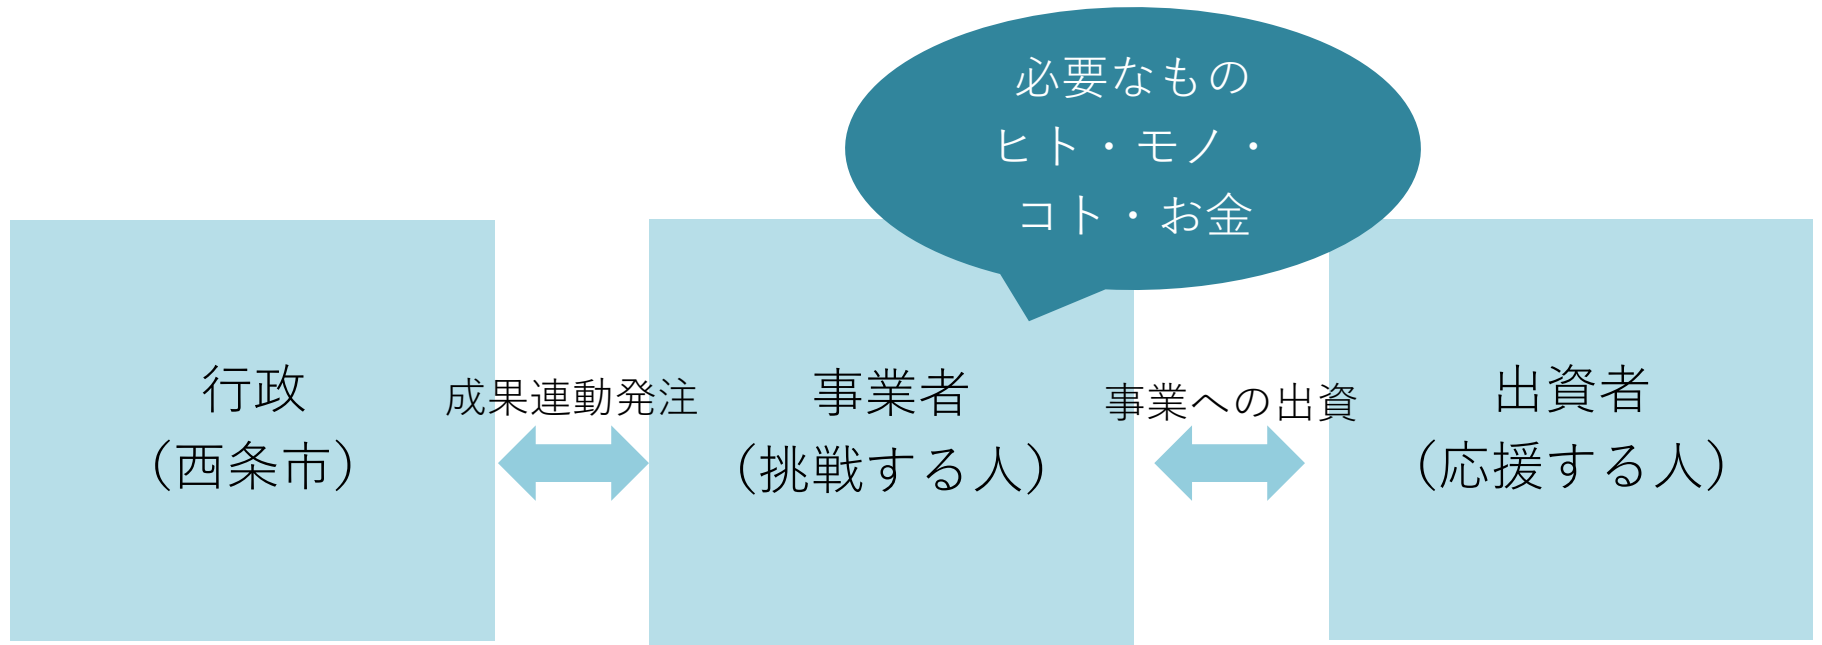 必要なもの
ヒト・モノ・
コト・お金
行政
（西条市）
成果連動発注
事業者
（挑戦する人）
事業への出資
出資者
（応援する人）